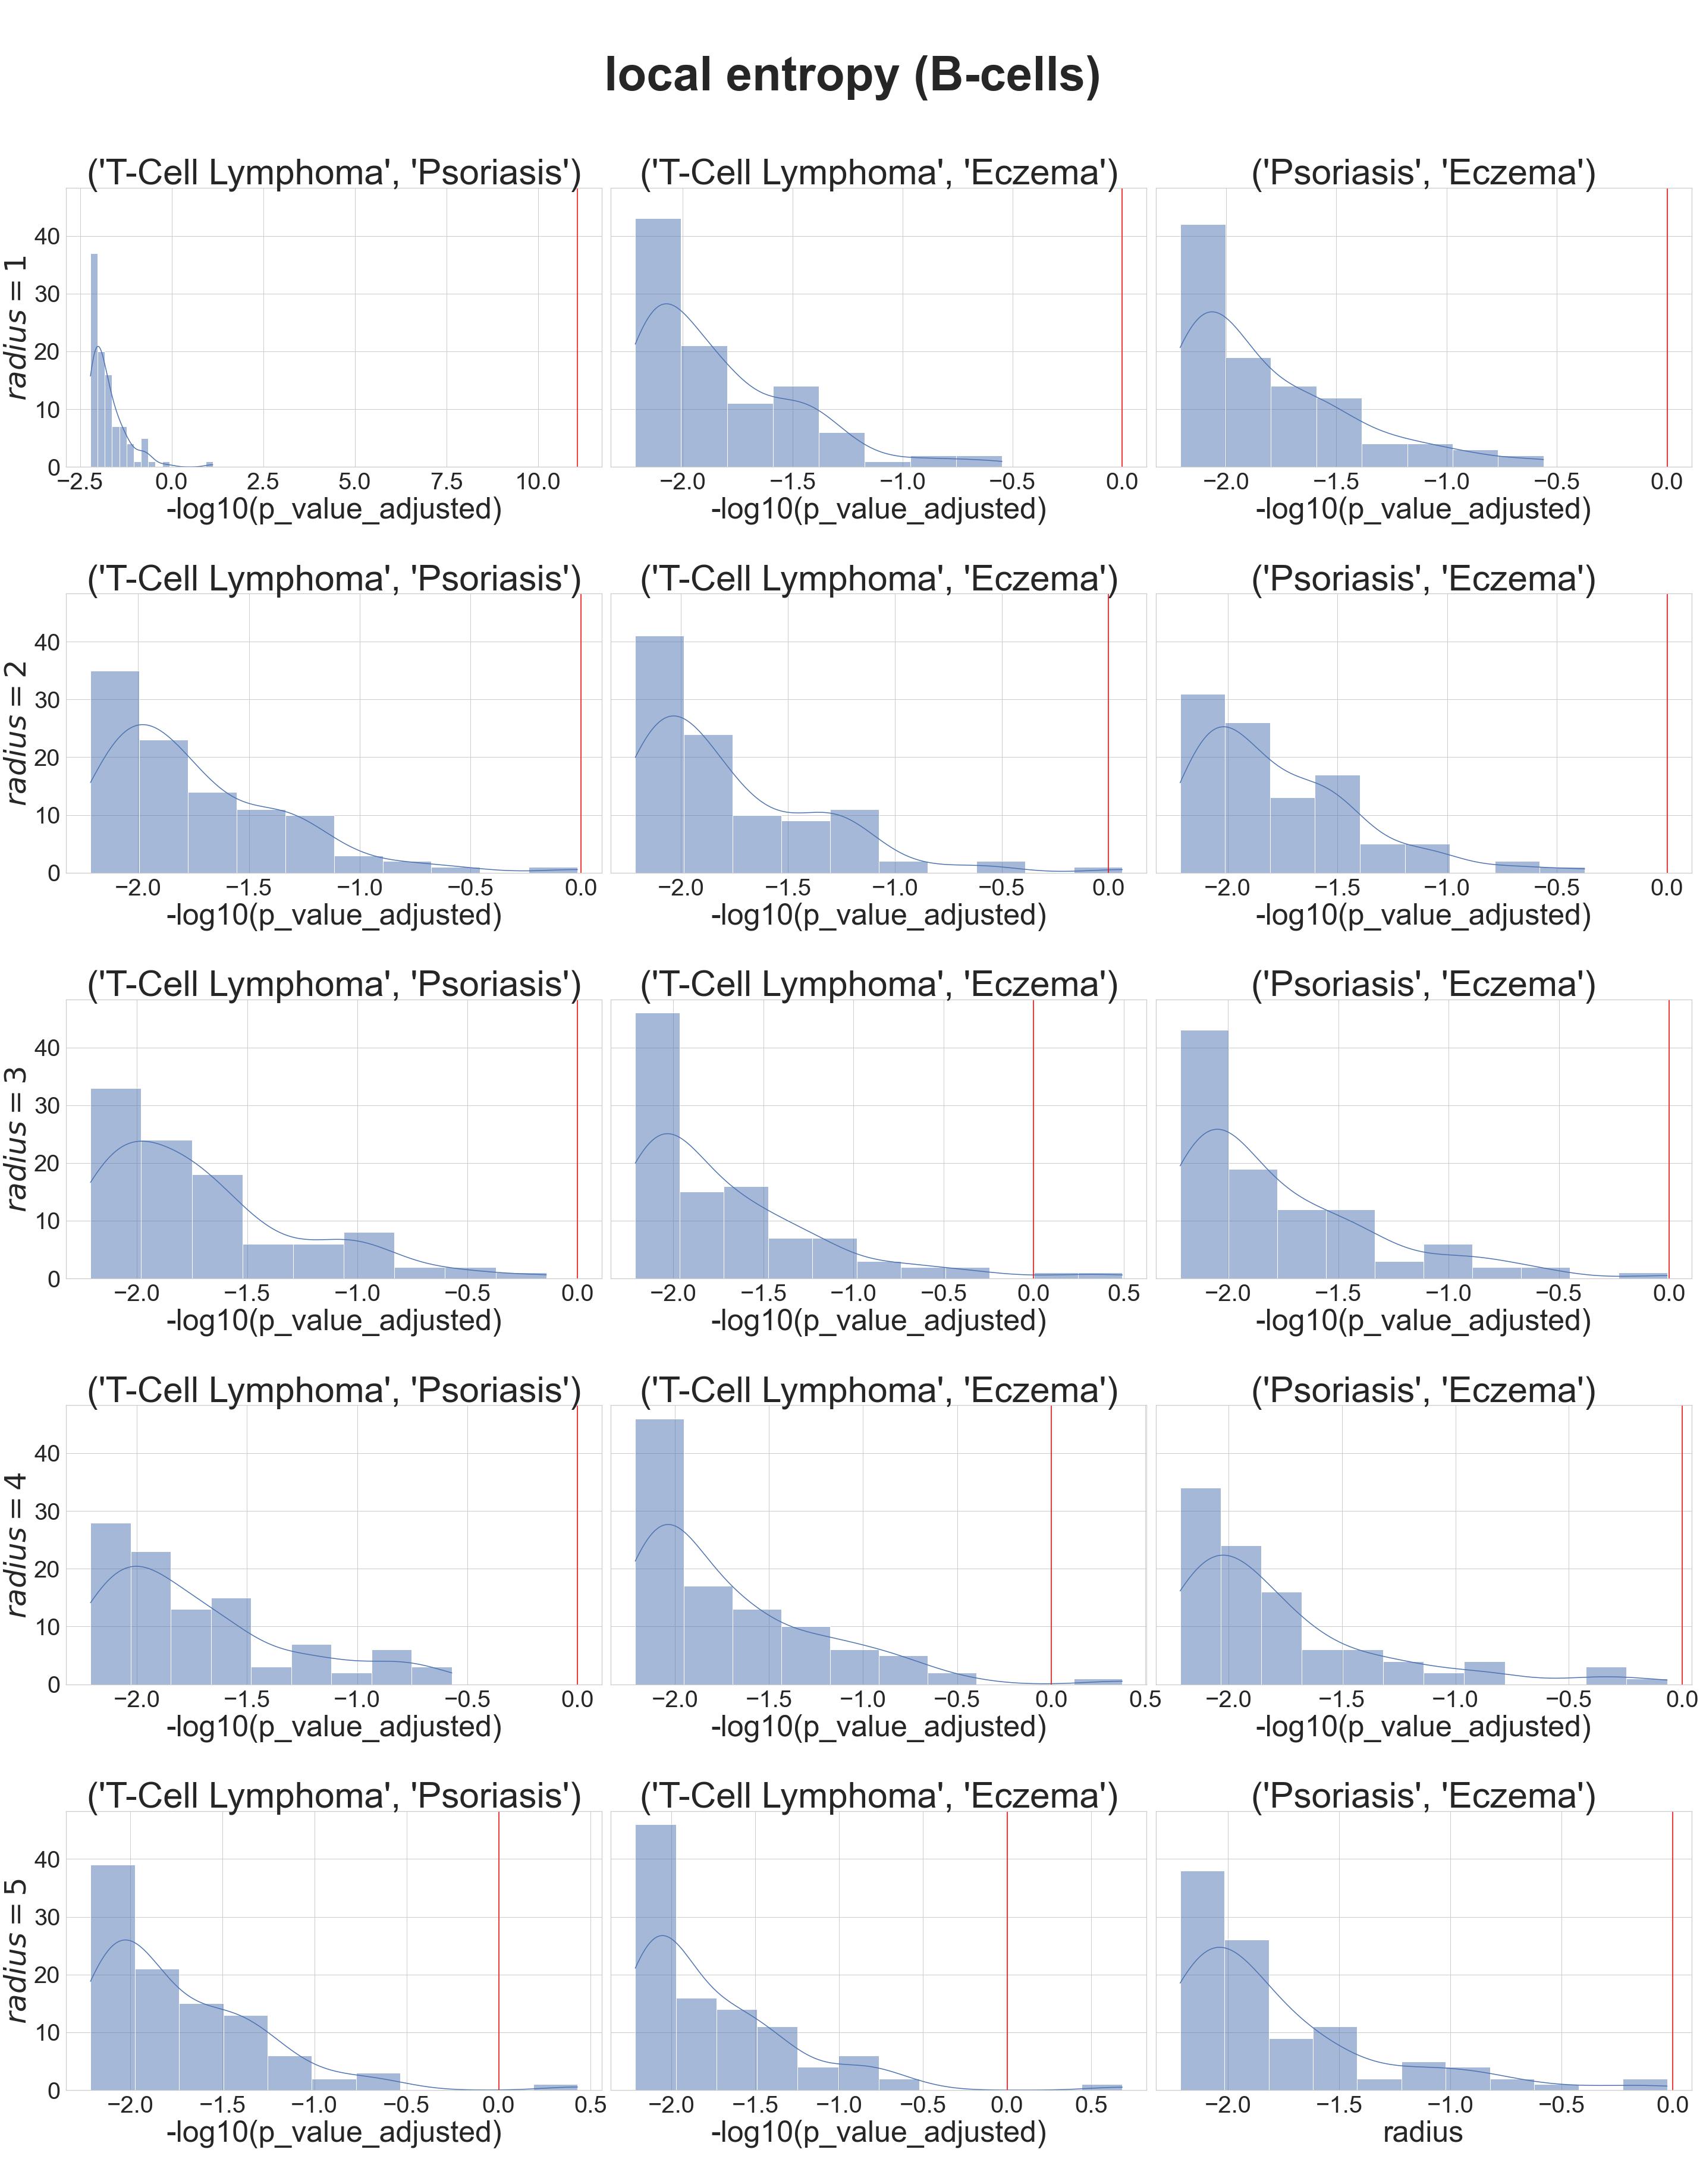 local entropy (B-cells)
('T-Cell Lymphoma', 'Psoriasis') ('T-Cell Lymphoma', 'Eczema') ('Psoriasis', 'Eczema')
radius = 1
40
30
20
10
0
−2.5 0.0 2.5 5.0 7.5 10.0 −2.0 −1.5 −1.0 −0.5 0.0 −2.0 −1.5 −1.0 −0.5 0.0
-log10(p_value_adjusted) -log10(p_value_adjusted) -log10(p_value_adjusted)
('T-Cell Lymphoma', 'Psoriasis') ('T-Cell Lymphoma', 'Eczema') ('Psoriasis', 'Eczema')
radius = 2
40
30
20
10
0
−2.0 −1.5 −1.0 −0.5 0.0 −2.0 −1.5 −1.0 −0.5 0.0 −2.0 −1.5 −1.0 −0.5 0.0
-log10(p_value_adjusted) -log10(p_value_adjusted) -log10(p_value_adjusted)
('T-Cell Lymphoma', 'Psoriasis') ('T-Cell Lymphoma', 'Eczema') ('Psoriasis', 'Eczema')
radius = 3
40
30
20
10
0
−2.0 −1.5 −1.0 −0.5 0.0 −2.0 −1.5 −1.0 −0.5 0.0 0.5 −2.0 −1.5 −1.0 −0.5 0.0
-log10(p_value_adjusted) -log10(p_value_adjusted) -log10(p_value_adjusted)
('T-Cell Lymphoma', 'Psoriasis') ('T-Cell Lymphoma', 'Eczema') ('Psoriasis', 'Eczema')
radius = 4
40
30
20
10
0
−2.0 −1.5 −1.0 −0.5 0.0 −2.0 −1.5 −1.0 −0.5 0.0 0.5 −2.0 −1.5 −1.0 −0.5 0.0
-log10(p_value_adjusted) -log10(p_value_adjusted) -log10(p_value_adjusted)
('T-Cell Lymphoma', 'Psoriasis') ('T-Cell Lymphoma', 'Eczema') ('Psoriasis', 'Eczema')
radius = 5
40
30
20
10
0
−2.0 −1.5 −1.0 −0.5 0.0 0.5 −2.0 −1.5 −1.0 −0.5 0.0 0.5 −2.0 −1.5 −1.0 −0.5 0.0
-log10(p_value_adjusted) -log10(p_value_adjusted) radius